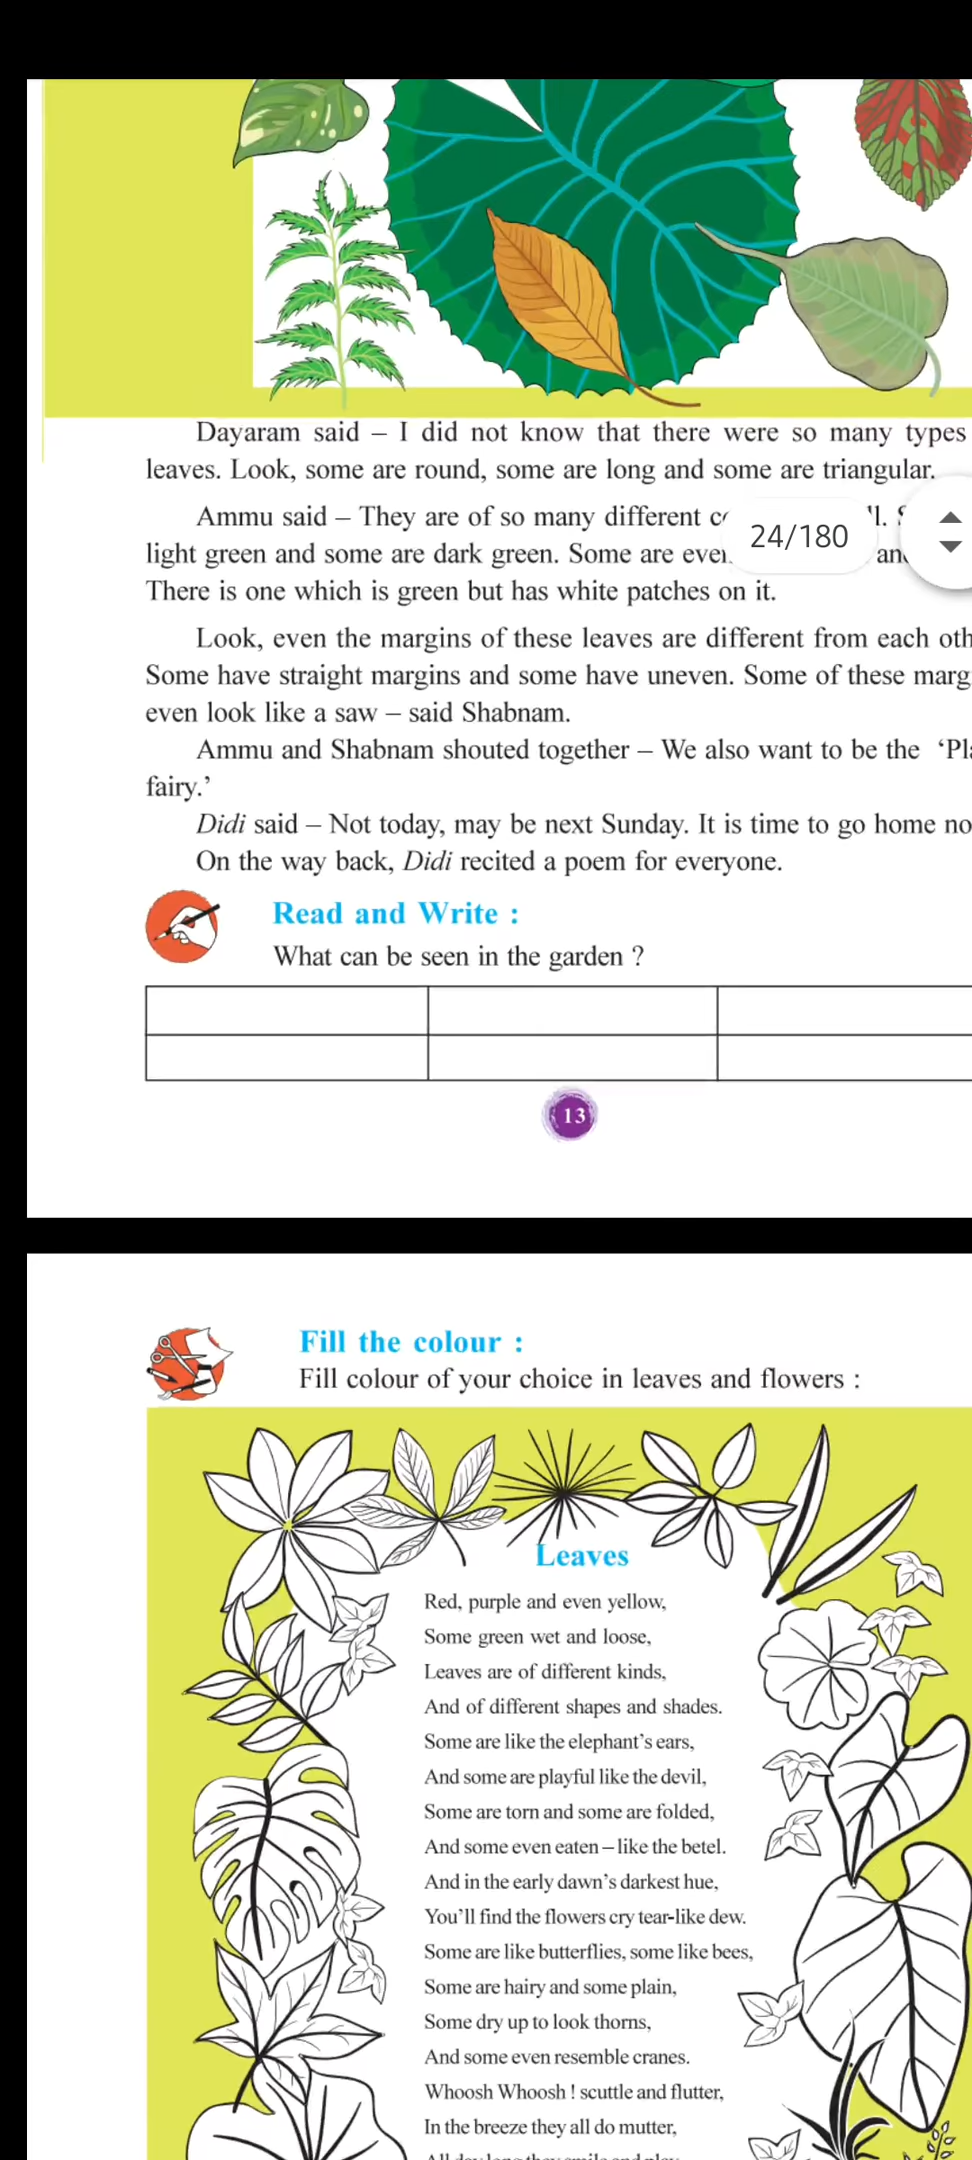 Dayaram said – I did not know that there were so many types
leaves. Look, some are round, some are long and some are triangular.
Ammu said – They are of so many different
light green and some are dark green. Some are
There is one which is green but has white patches on it.
24/180
Look, even the margins of these leaves are different from each
Some have straight margins and some have uneven. Some of these
even look like a saw – said Shabnam.
Ammu and Shabnam shouted together – We also want to be the
fairy.’
Didi said – Not today, may be next Sunday. It is time to go home
On the way back, Didi recited a poem for everyone.
Read and Write :
What can be seen in the garden ?
13
Fill the colour :
Fill colour of your choice in leaves and flowers :
Leaves
Red, purple and even yellow,
Some green wet and loose,
Leaves are of different kinds,
And of different shapes and shades.
Some are like the elephant’s ears,
And some are playful like the devil,
Some are torn and some are folded,
And some even eaten – like the betel.
And in the early dawn’s darkest hue,
You’ll find the flowers cry tear-like dew.
Some are like butterflies, some like bees,
Some are hairy and some plain,
Some dry up to look thorns,
And some even resemble cranes.
Whoosh Whoosh ! scuttle and flutter,
In the breeze they all do mutter,
All day long they smile and play